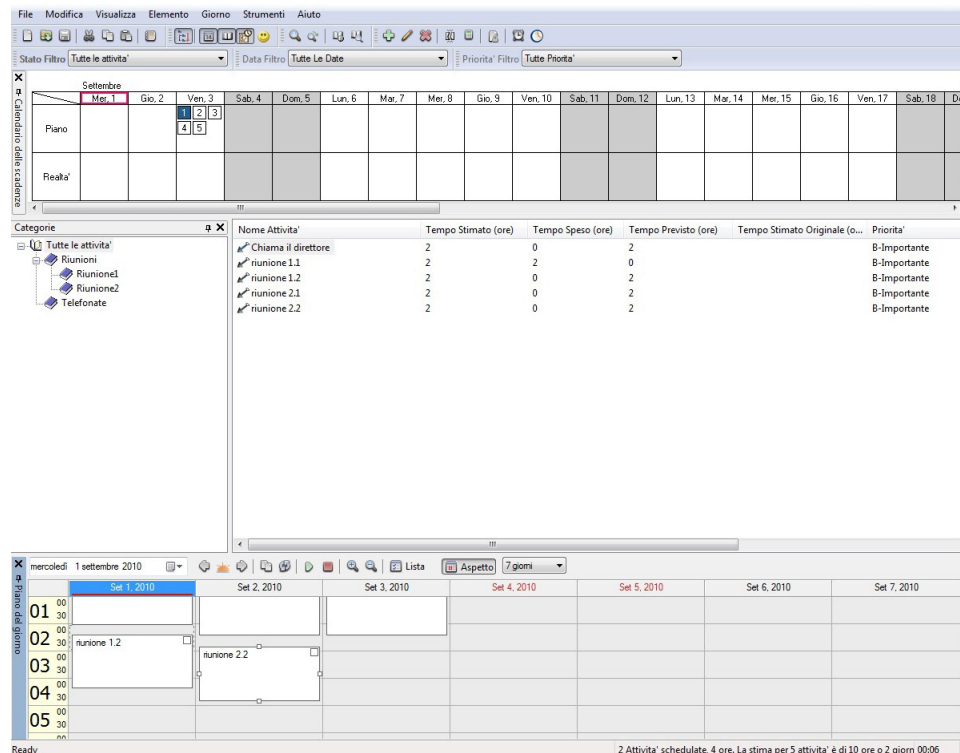 File Modifica Visualizza Elemento Giorno Strumenti Aiuto
Stato Filtro Tutte le attivita' Data Filtro Tutte Le Date Priorita' Filtro Tutte Priorita'
Settembre
Mer, 1 Gio, 2 Ven, 3 Sab, 4 Dom, 5 Lun, 6 Mar, 7 Mer, 8 Gio, 9 Ven, 10 Sab, 11 Dom, 12 Lun, 13 Mar, 14 Mer, 15 Gio, 16 Ven, 17 Sab, 18 Do
Calendario delle scadenze
Piano 1 2 3
4 5
Realta'
Categorie
Tutte le attivita'
Riunioni
Riunione1
Riunione2
Telefonate
Nome Attivita' Tempo Stimato (ore) Tempo Speso (ore) Tempo Previsto (ore) Tempo Stimato Originale (o... Priorita'
Chiama il direttore 2 0 2 B-Importante
riunione 1.1 2 2 0 B-Importante
riunione 1.2 2 0 2 B-Importante
riunione 2.1 2 0 2 B-Importante
riunione 2.2 2 0 2 B-Importante
Piano del giorno
mercoledì 1 settembre 2010 Lista Aspetto 7 giorni
Set 1, 2010 Set 2, 2010 Set 3, 2010 Set 4, 2010 Set 5, 2010 Set 6, 2010 Set 7, 2010
01 00
30
02 00
30 riunione 1.2
03 00 riunione 2.2
30
04 00
30
05 00
30
00
Ready 2 Attivita' schedulate, 4 ore. La stima per 5 attivita' è di 10 ore o 2 giorn 00:06